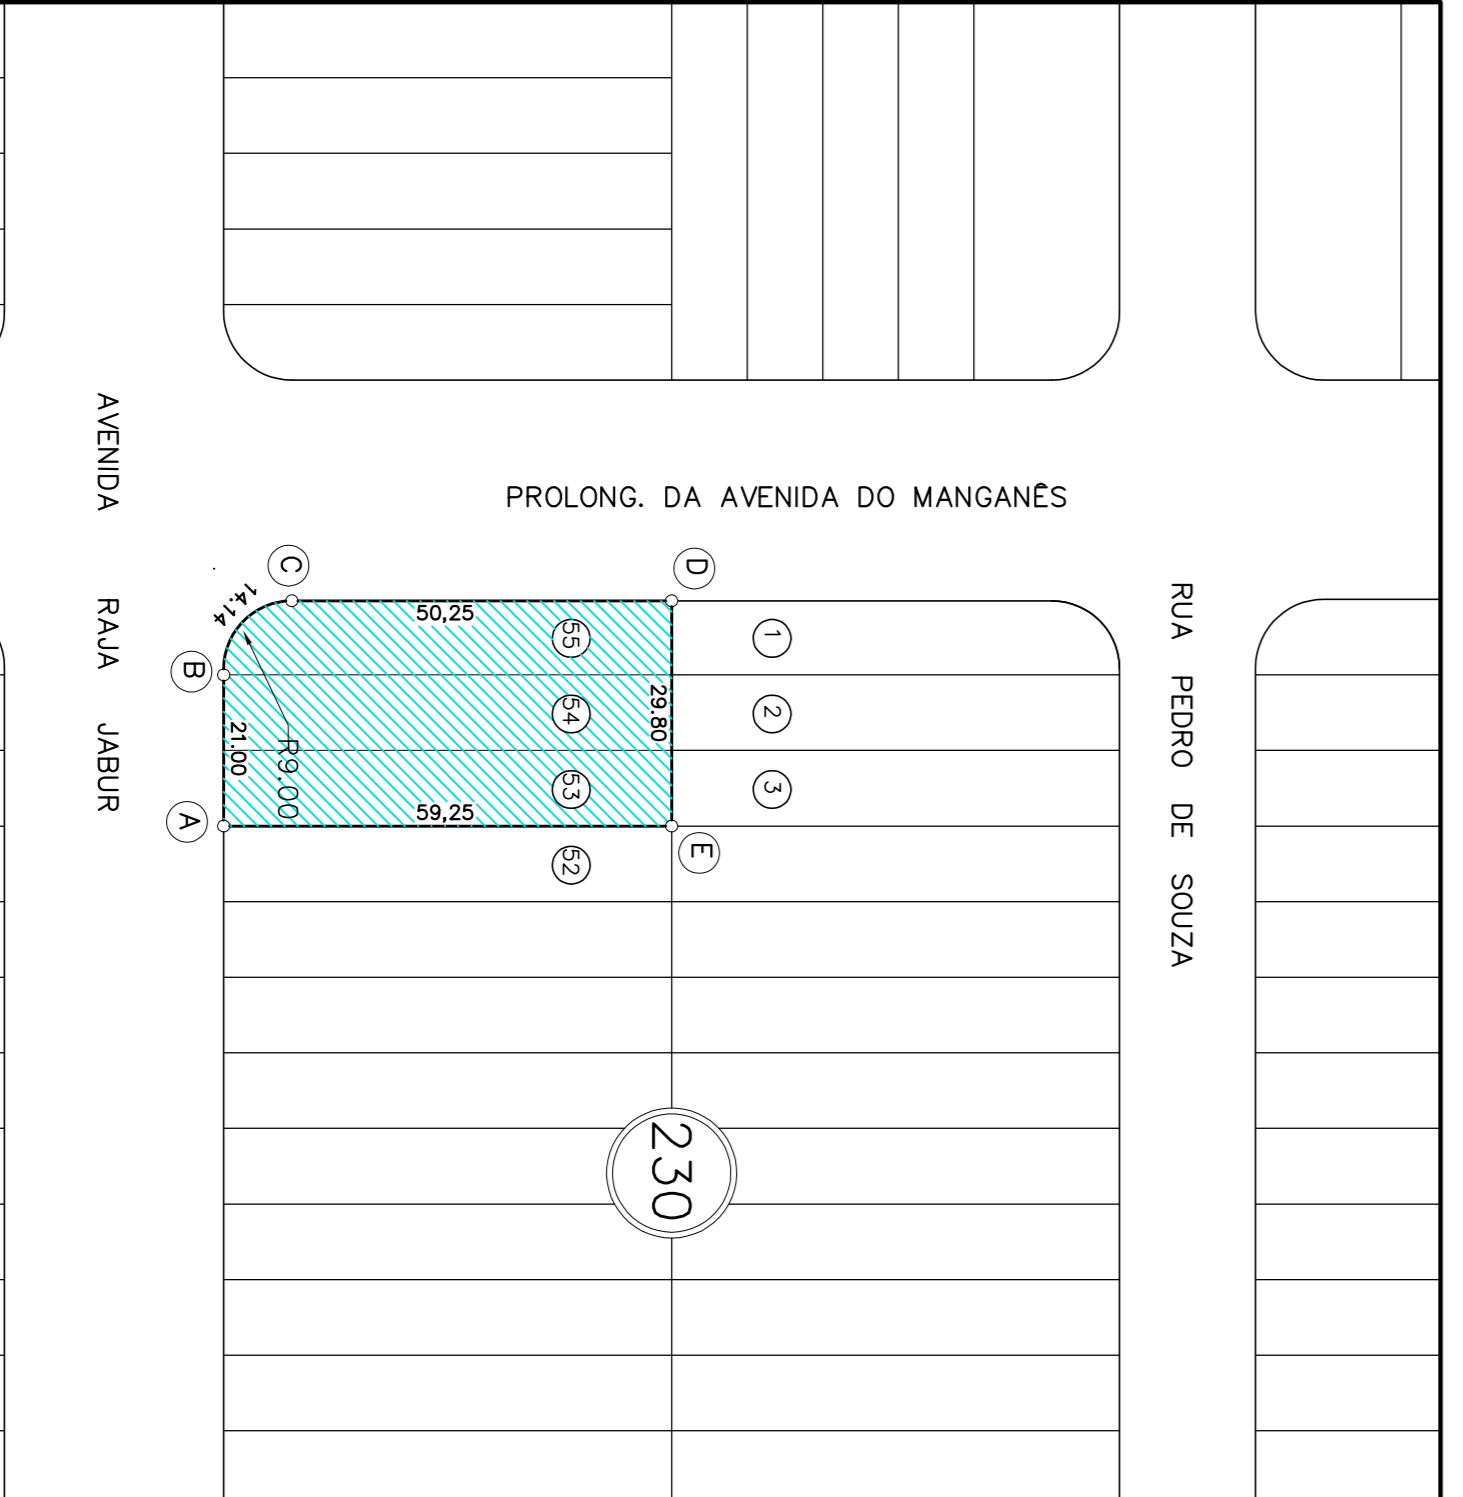 PROLONG. DA AVENIDA DO MANGANÊS
AVENIDA RAJA JABUR
RUA PEDRO DE SOUZA
C
D
14.14
50,25
55
1
B
29.80
54
2
21.00
R9.00
53
3
59,25
A
E
52
230